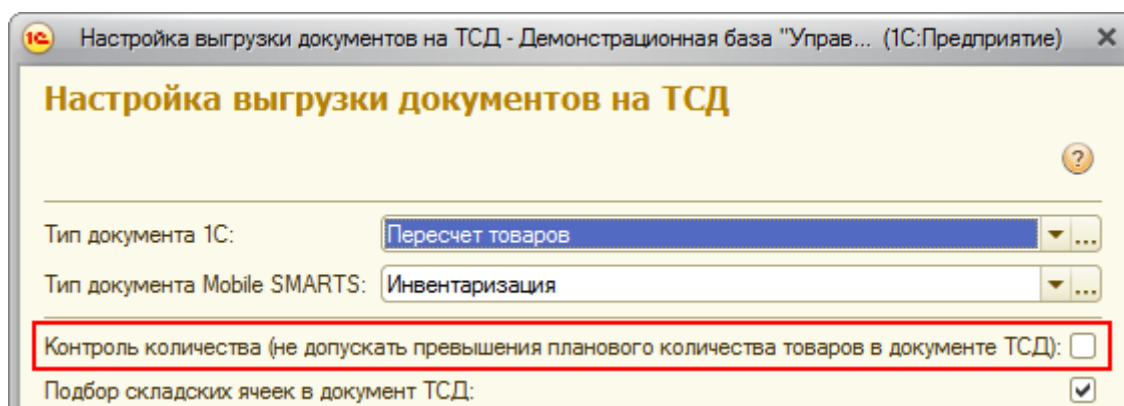 1С Настройка выгрузки документов на ТСД - Демонстрационная база "Управ... (1С:Предприятие)
Настройка выгрузки документов на ТСД
?
Тип документа 1С: Пересчет товаров ...
Тип документа Mobile SMARTS: Инвентаризация ...
Контроль количества (не допускать превышения планового количества товаров в документе ТСД):
Подбор складских ячеек в документ ТСД: